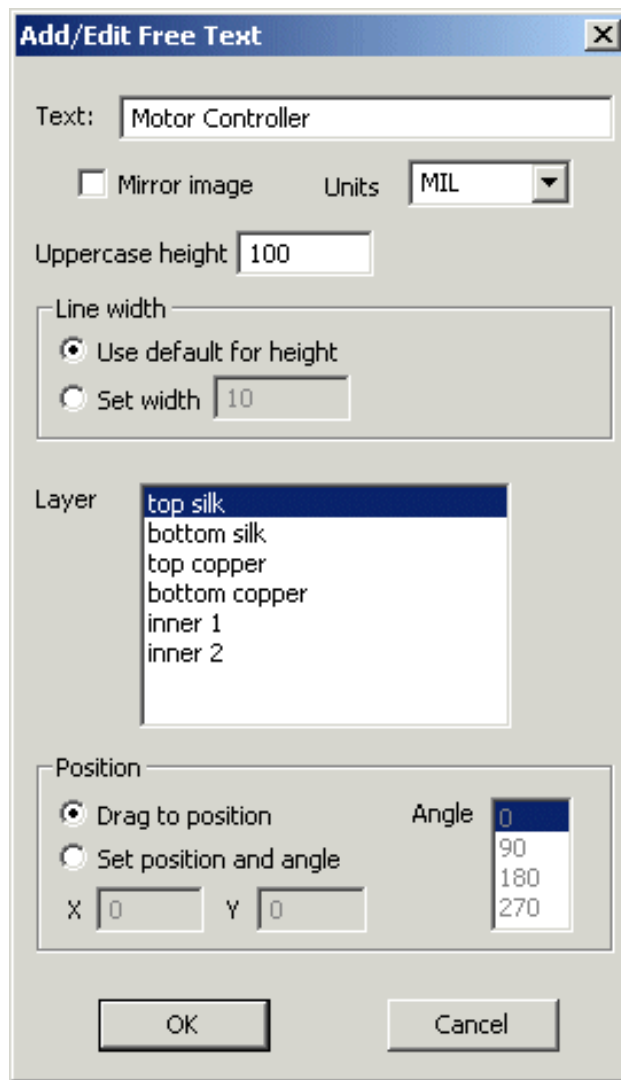 Add/Edit Free Text
Text: Motor Controller
Mirror image Units MIL
Uppercase height 100
Line width
Use default for height
Set width 10
Layer
top silk
bottom silk
top copper
bottom copper
inner 1
inner 2
Position
Drag to position
Set position and angle
X 0 Y 0
Angle
0
90
180
270
OK Cancel